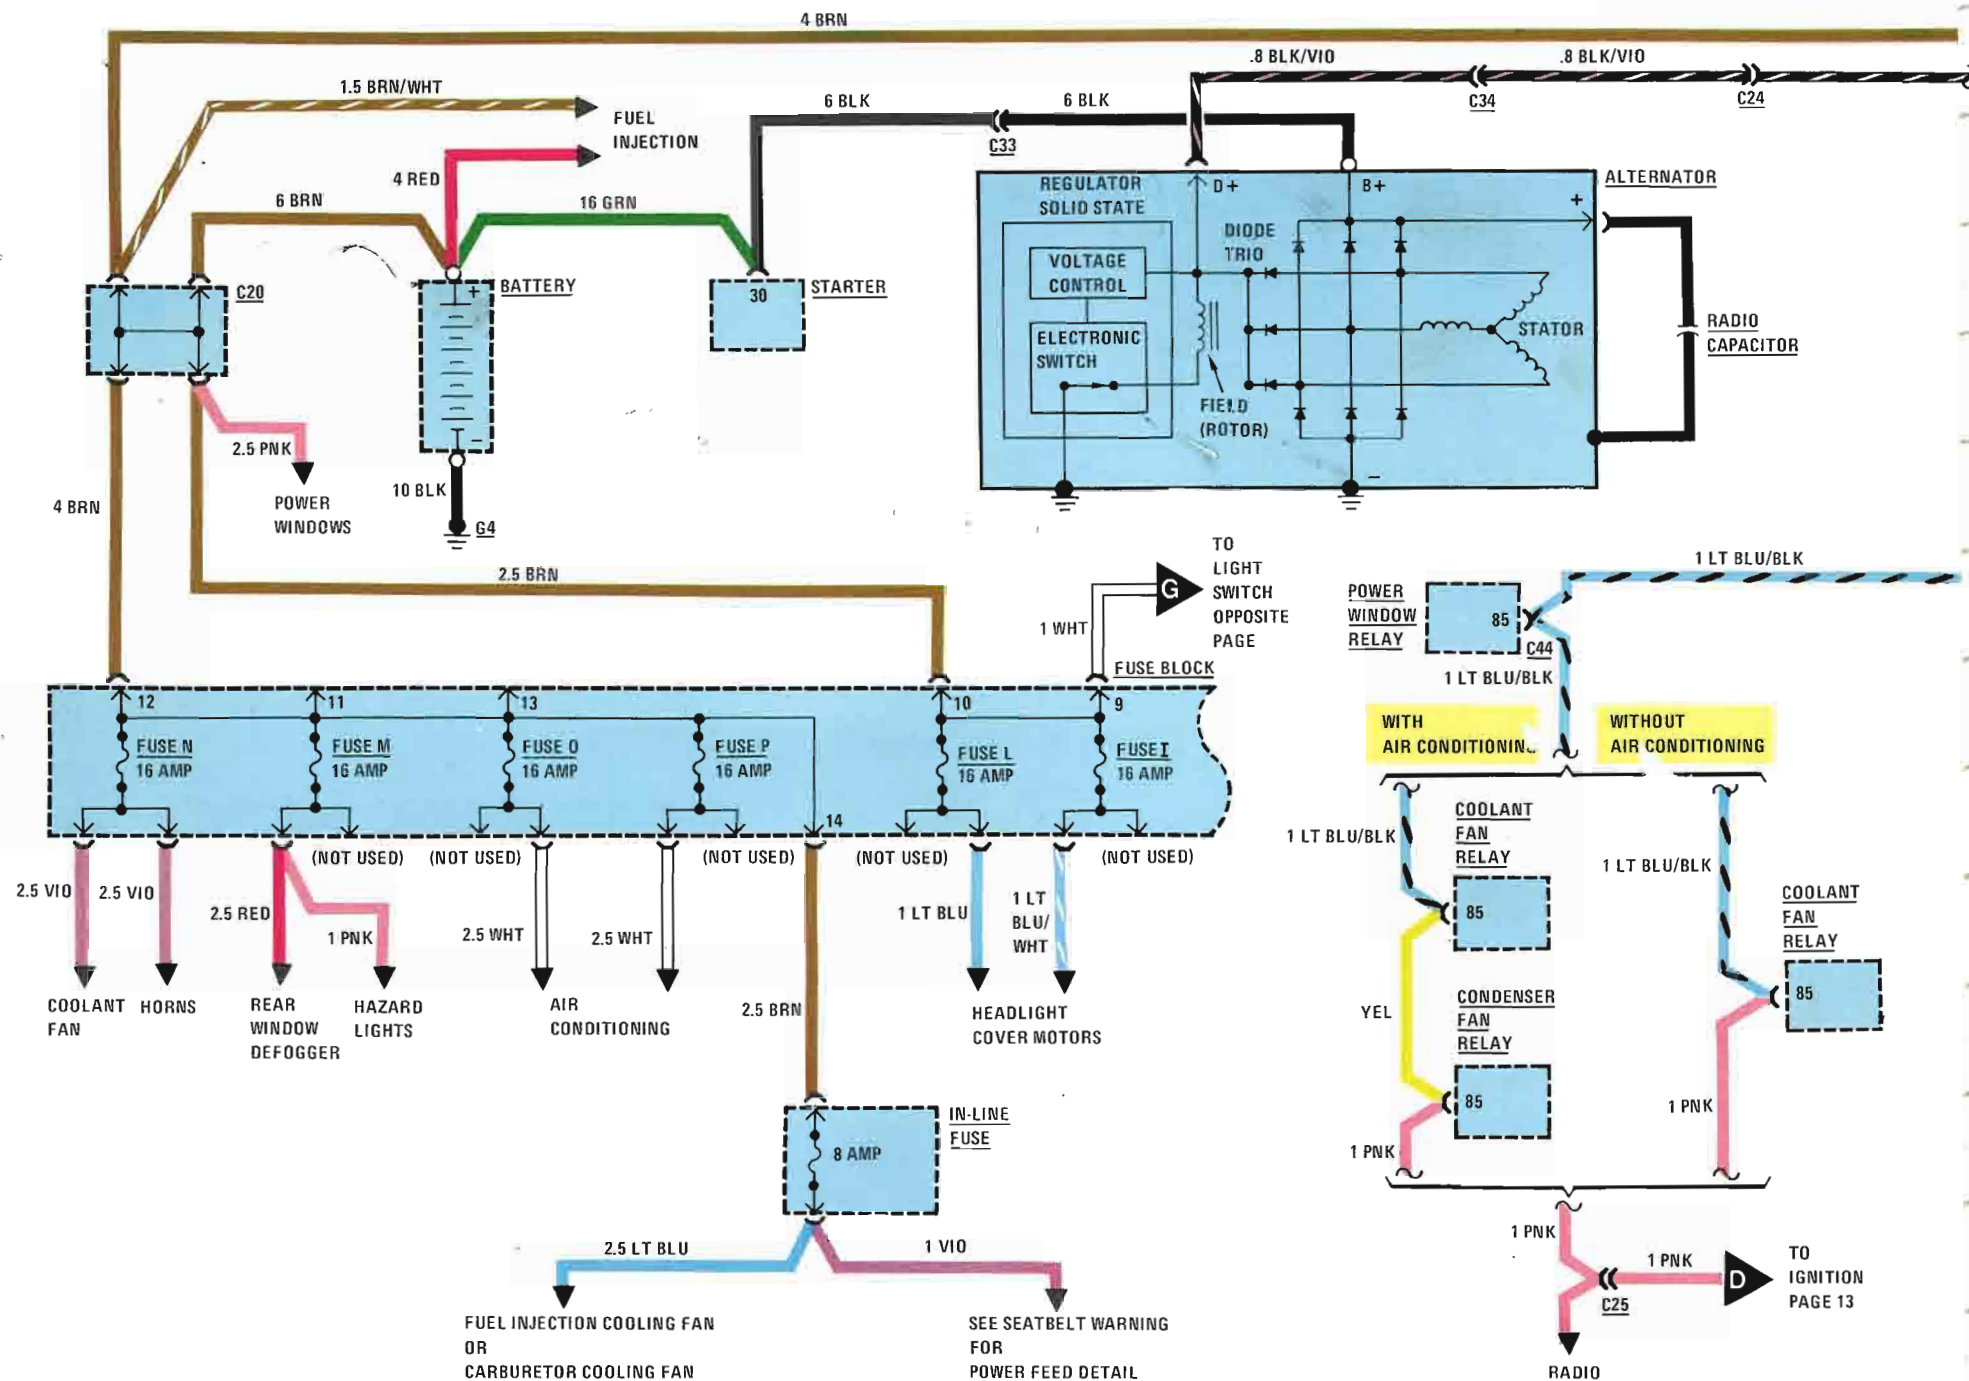 4 BRN
.8 BLK/VIO
.8 BLK/VIO
1.5 BRN/WHT
C34
C24
FUEL
INJECTION
6 BLK
6 BLK
C33
4 RED
6 BRN
16 GRN
C20
BATTERY
+
-
30
STARTER
REGULATOR
SOLID STATE
D+
B+
+
ALTERNATOR
DIODE
TRIO
VOLTAGE
CONTROL
ELECTRONIC
SWITCH
STATOR
FIELD
(ROTOR)
-
RADIO
CAPACITOR
2.5 PNK
POWER
WINDOWS
10 BLK
G4
4 BRN
2.5 BRN
1 WHT
G
TO
LIGHT
SWITCH
OPPOSITE
PAGE
FUSE BLOCK
12
11
13
10
9
FUSE N
16 AMP
FUSE M
16 AMP
FUSE O
16 AMP
FUSE P
16 AMP
FUSE L
16 AMP
FUSE I
16 AMP
14
(NOT USED)
(NOT USED)
(NOT USED)
(NOT USED)
(NOT USED)
2.5 VIO
2.5 VIO
2.5 RED
1 PNK
2.5 WHT
2.5 WHT
2.5 BRN
1 LT BLU
1 LT
BLU/
WHT
COOLANT
FAN
HORNS
REAR
WINDOW
DEFOGGER
HAZARD
LIGHTS
AIR
CONDITIONING
HEADLIGHT
COVER MOTORS
IN-LINE
FUSE
8 AMP
2.5 LT BLU
1 VIO
FUEL INJECTION COOLING FAN
OR
CARBURETOR COOLING FAN
SEE SEATBELT WARNING
FOR
POWER FEED DETAIL
1 LT BLU/BLK
POWER
WINDOW
RELAY
85
C44
1 LT BLU/BLK
WITH
AIR CONDITIONING
WITHOUT
AIR CONDITIONING
1 LT BLU/BLK
COOLANT
FAN
RELAY
85
YEL
CONDENSER
FAN
RELAY
85
1 PNK
1 LT BLU/BLK
COOLANT
FAN
RELAY
85
1 PNK
1 PNK
1 PNK
C25
D
TO
IGNITION
PAGE 13
RADIO